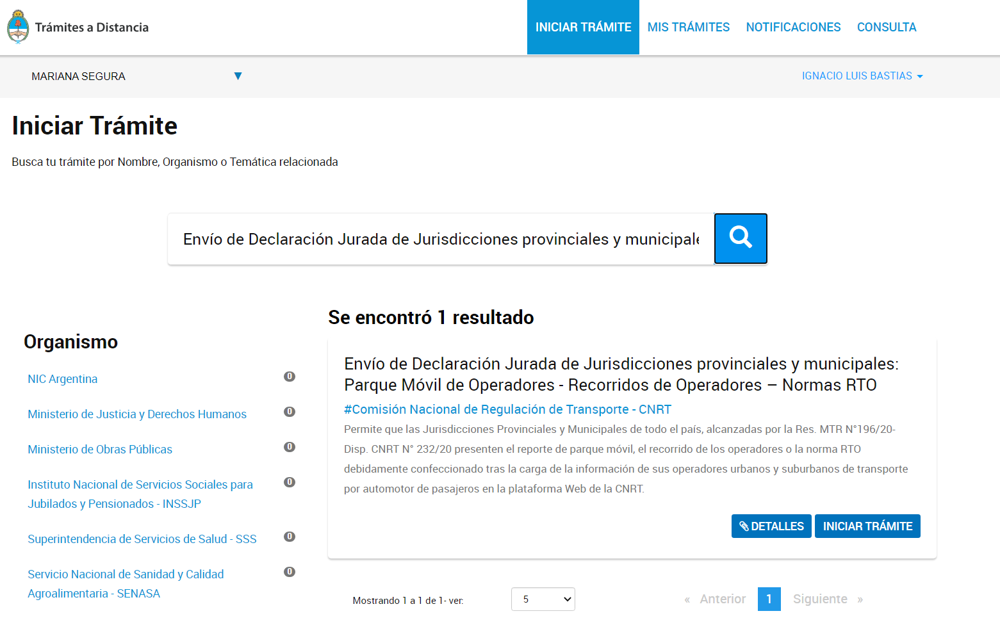 Trámites a Distancia
INICIAR TRÁMITE MIS TRÁMITES NOTIFICACIONES CONSULTA
MARIANA SEGURA ▼
IGNACIO LUIS BASTIAS
Iniciar Trámite
Busca tu trámite por Nombre, Organismo o Temática relacionada
Envío de Declaración Jurada de Jurisdicciones provinciales y municipale
Organismo
NIC Argentina 0
Ministerio de Justicia y Derechos Humanos 0
Ministerio de Obras Públicas 0
Instituto Nacional de Servicios Sociales para 0
Jubilados y Pensionados - INSSJP
Superintendencia de Servicios de Salud - SSS 0
Servicio Nacional de Sanidad y Calidad 0
Agroalimentaria - SENASA
Se encontró 1 resultado
Envío de Declaración Jurada de Jurisdicciones provinciales y municipales:
Parque Móvil de Operadores - Recorridos de Operadores – Normas RTO
#Comisión Nacional de Regulación de Transporte - CNRT
Permite que las Jurisdicciones Provinciales y Municipales de todo el país, alcanzadas por la Res. MTR N°196/20-
Disp. CNRT N° 232/20 presenten el reporte de parque móvil, el recorrido de los operadores o la norma RTO
debidamente confeccionado tras la carga de la información de sus operadores urbanos y suburbanos de transporte
por automotor de pasajeros en la plataforma Web de la CNRT.
DETALLES INICIAR TRÁMITE
Mostrando 1 a 1 de 1- ver: 5
« Anterior 1 Siguiente »